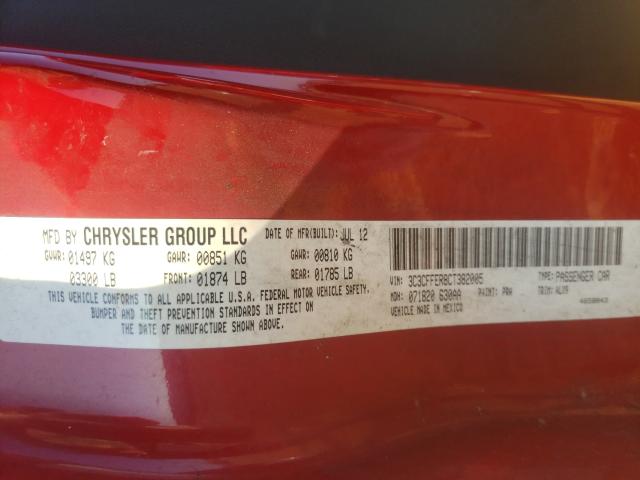 MFD BY CHRYSLER GROUP LLC DATE OF MFR(BUILT): JUL 12
GVWR: 01497 KG GAWR: 00851 KG GAWR: 00810 KG
03300 LB FRONT: 01874 LB REAR: 01785 LB
THIS VEHICLE CONFORMS TO ALL APPLICABLE U.S.A. FEDERAL MOTOR VEHICLE SAFETY,
BUMPER AND THEFT PREVENTION STANDARDS IN EFFECT ON
THE DATE OF MANUFACTURE SHOWN ABOVE.
VIN: 3C3CFFER8CT382005 TYPE: PASSENGER CAR
MDH: 071820 630AA PAINT: PRA TRIM: ALX9
VEHICLE MADE IN MEXICO